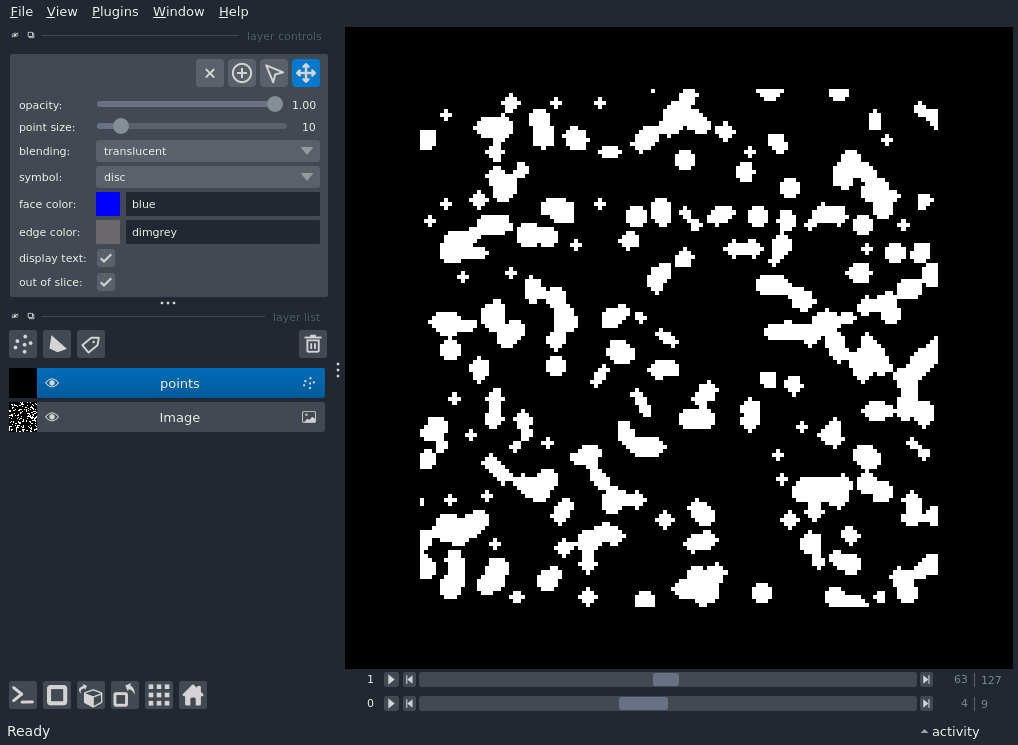 File View Plugins Window Help
layer controls
opacity: 1.00
point size: 10
blending: translucent
symbol: disc
face color: blue
edge color: dimgrey
display text:
out of slice:
layer list
points
Image
1 63 127
0 4 9
Ready activity